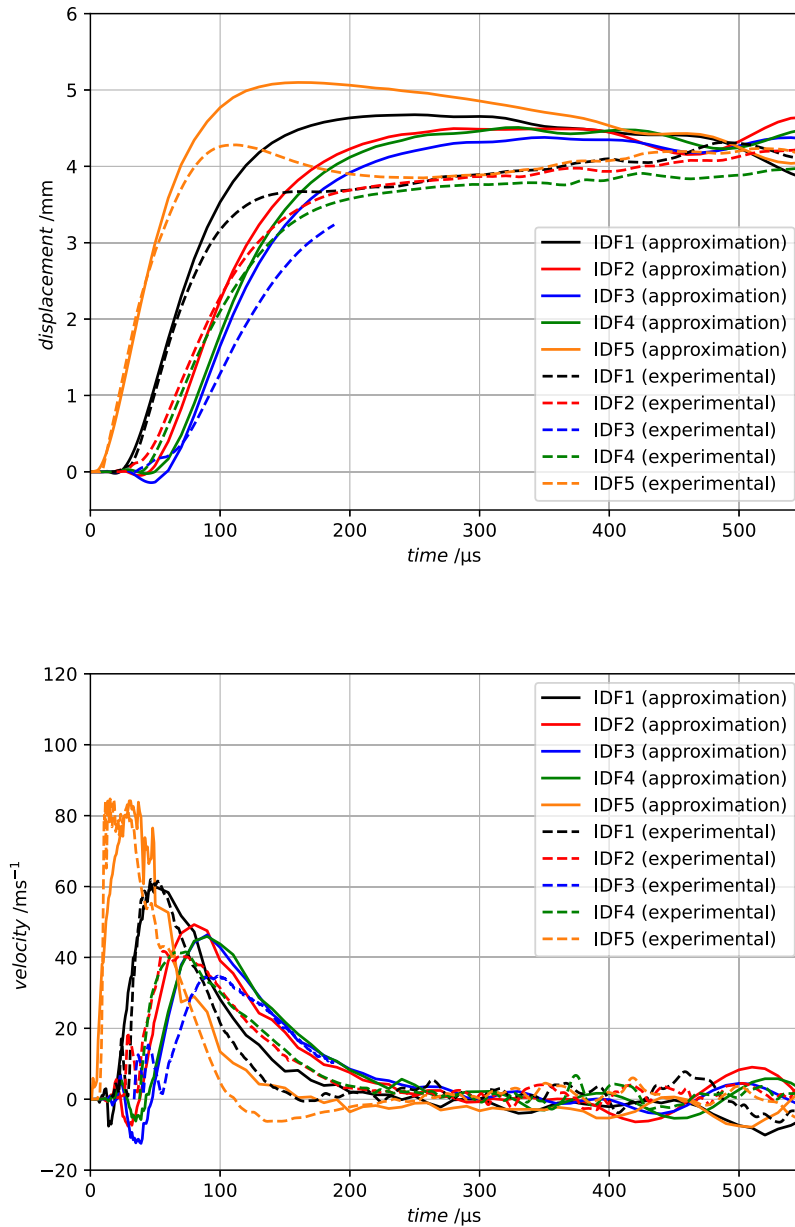 6
5
4
3
2
1
0
displacement /mm
IDF1 (approximation)
IDF2 (approximation)
IDF3 (approximation)
IDF4 (approximation)
IDF5 (approximation)
IDF1 (experimental)
IDF2 (experimental)
IDF3 (experimental)
IDF4 (experimental)
IDF5 (experimental)
0 100 200 300 400 500
time /µs
120
100
80
60
40
20
0
−20
velocity /ms⁻¹
IDF1 (approximation)
IDF2 (approximation)
IDF3 (approximation)
IDF4 (approximation)
IDF5 (approximation)
IDF1 (experimental)
IDF2 (experimental)
IDF3 (experimental)
IDF4 (experimental)
IDF5 (experimental)
0 100 200 300 400 500
time /µs